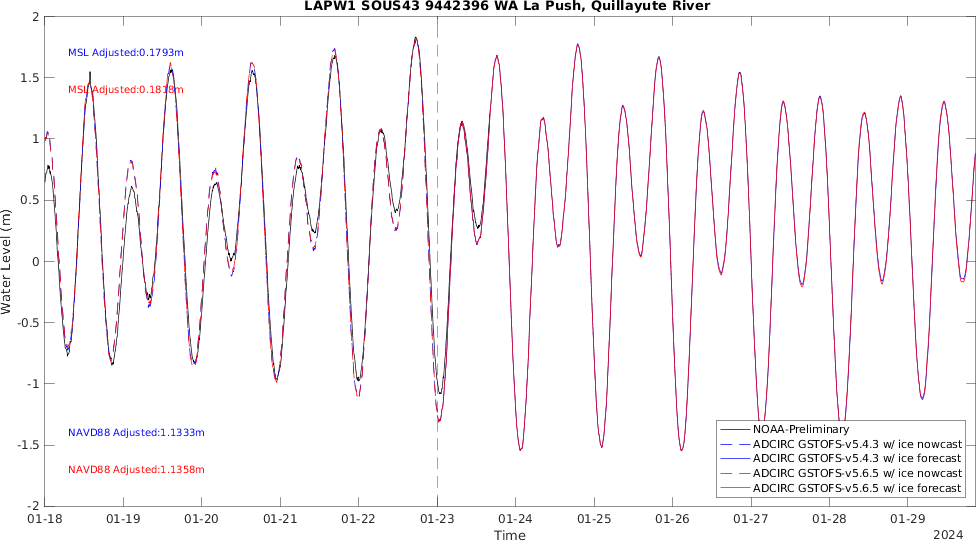 LAPW1 SOUS43 9442396 WA La Push, Quillayute River
2
1.5
1
0.5
0
-0.5
-1
-1.5
-2
Water Level (m)
MSL Adjusted:0.1793m
MSL Adjusted:0.1818m
NAVD88 Adjusted:1.1333m
NAVD88 Adjusted:1.1358m
NOAA-Preliminary
ADCIRC GSTOFS-v5.4.3 w/ ice nowcast
ADCIRC GSTOFS-v5.4.3 w/ ice forecast
ADCIRC GSTOFS-v5.6.5 w/ ice nowcast
ADCIRC GSTOFS-v5.6.5 w/ ice forecast
01-18 01-19 01-20 01-21 01-22 01-23 01-24 01-25 01-26 01-27 01-28 01-29
Time
2024